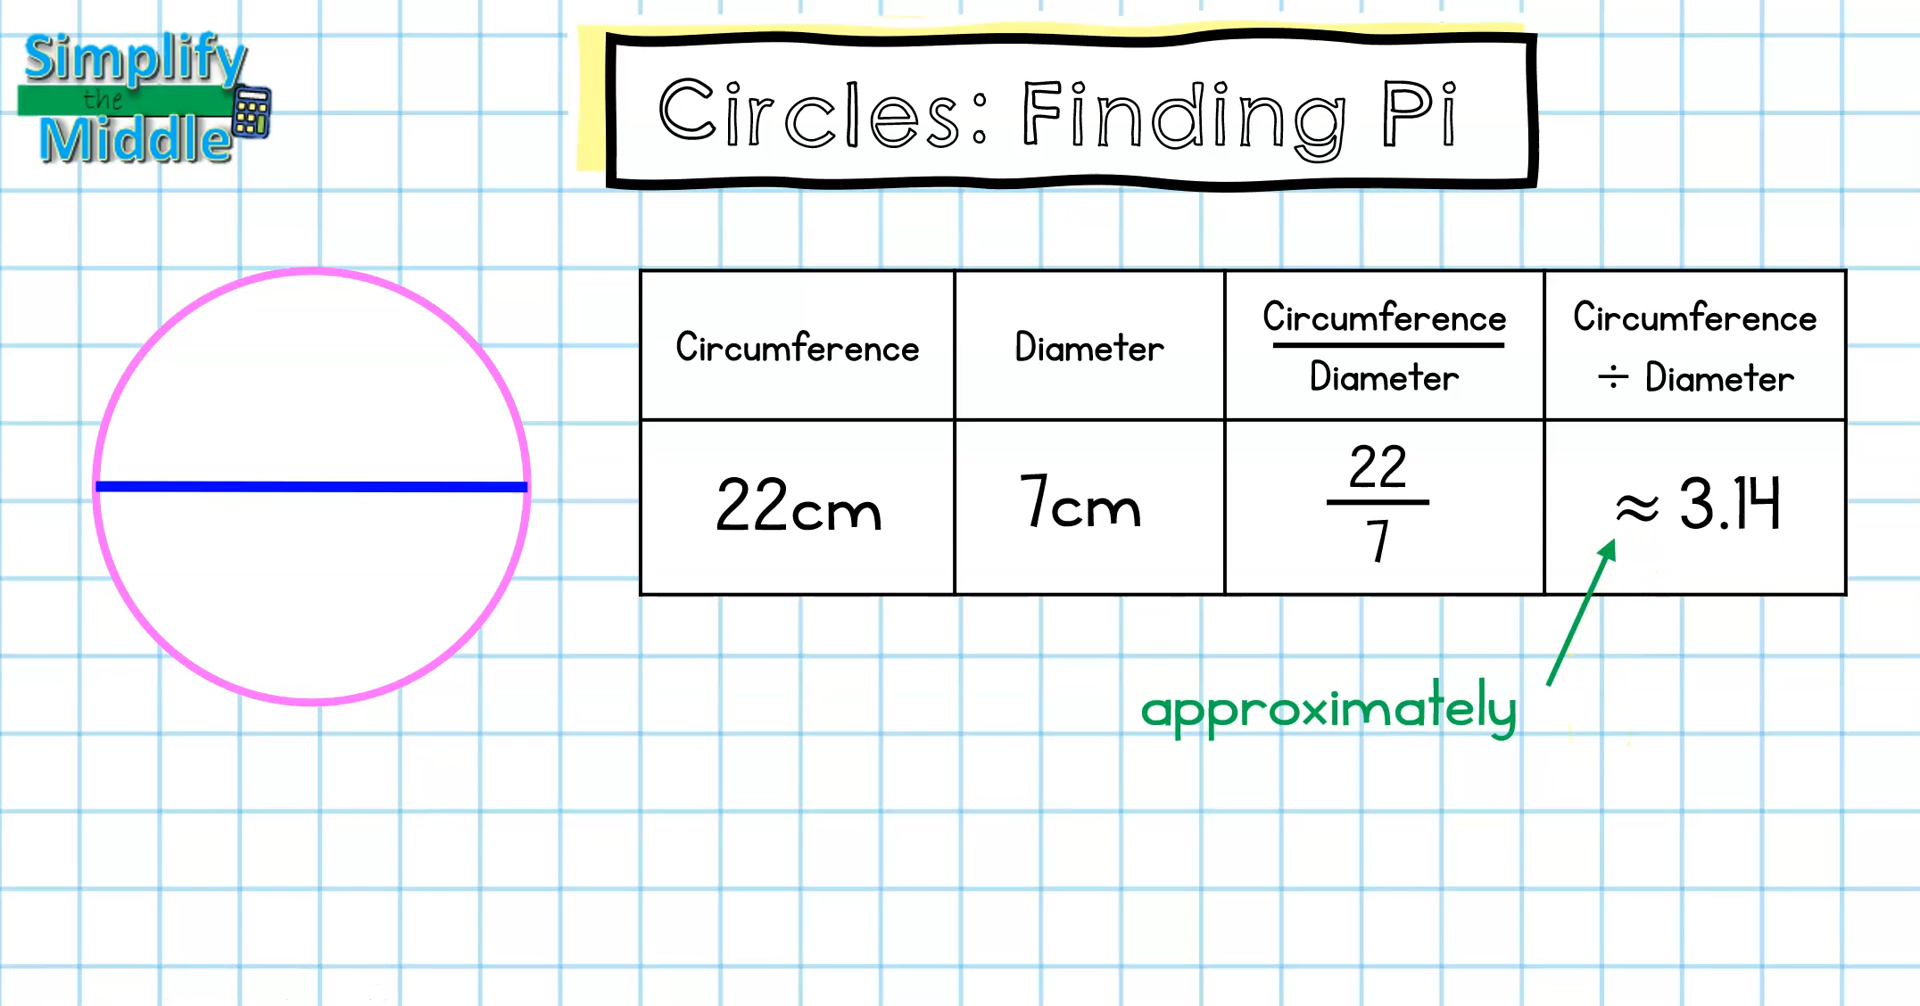 Simplify
the
Middle
Circles: Finding Pi
Circumference
Diameter
Circumference
Diameter
Circumference
÷ Diameter
22cm
7cm
22
7
≈ 3.14
approximately